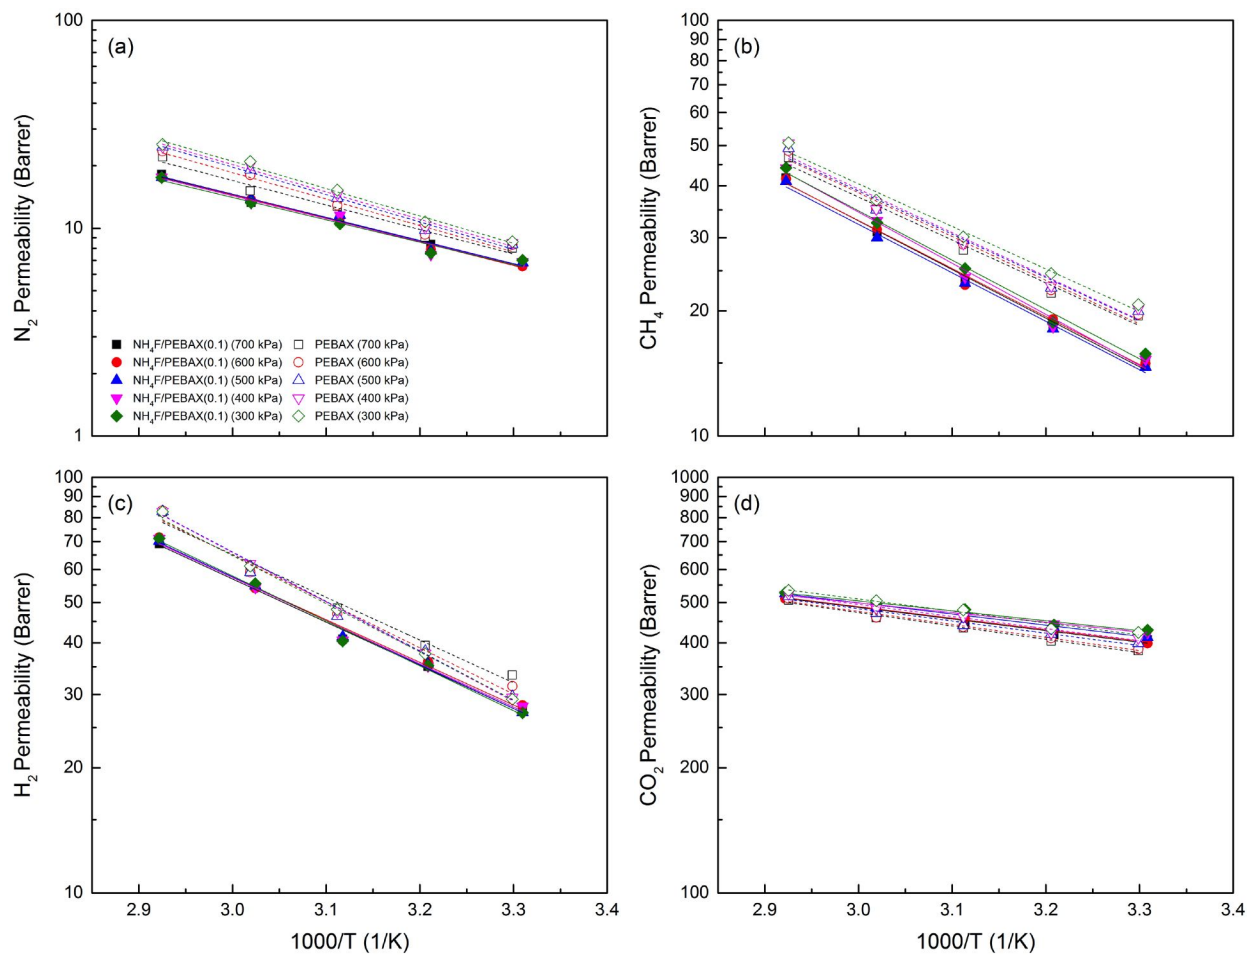 (a)
100
10
1
N2 Permeability (Barrer)
NH4F/PEBAX(0.1) (700 kPa) PEBAX (700 kPa)
NH4F/PEBAX(0.1) (600 kPa) PEBAX (600 kPa)
NH4F/PEBAX(0.1) (500 kPa) PEBAX (500 kPa)
NH4F/PEBAX(0.1) (400 kPa) PEBAX (400 kPa)
NH4F/PEBAX(0.1) (300 kPa) PEBAX (300 kPa)
(b)
100
90
80
70
60
50
40
30
20
10
CH4 Permeability (Barrer)
(c)
100
90
80
70
60
50
40
30
20
10
H2 Permeability (Barrer)
2.9 3.0 3.1 3.2 3.3 3.4
1000/T (1/K)
(d)
1000
900
800
700
600
500
400
300
200
100
CO2 Permeability (Barrer)
2.9 3.0 3.1 3.2 3.3 3.4
1000/T (1/K)